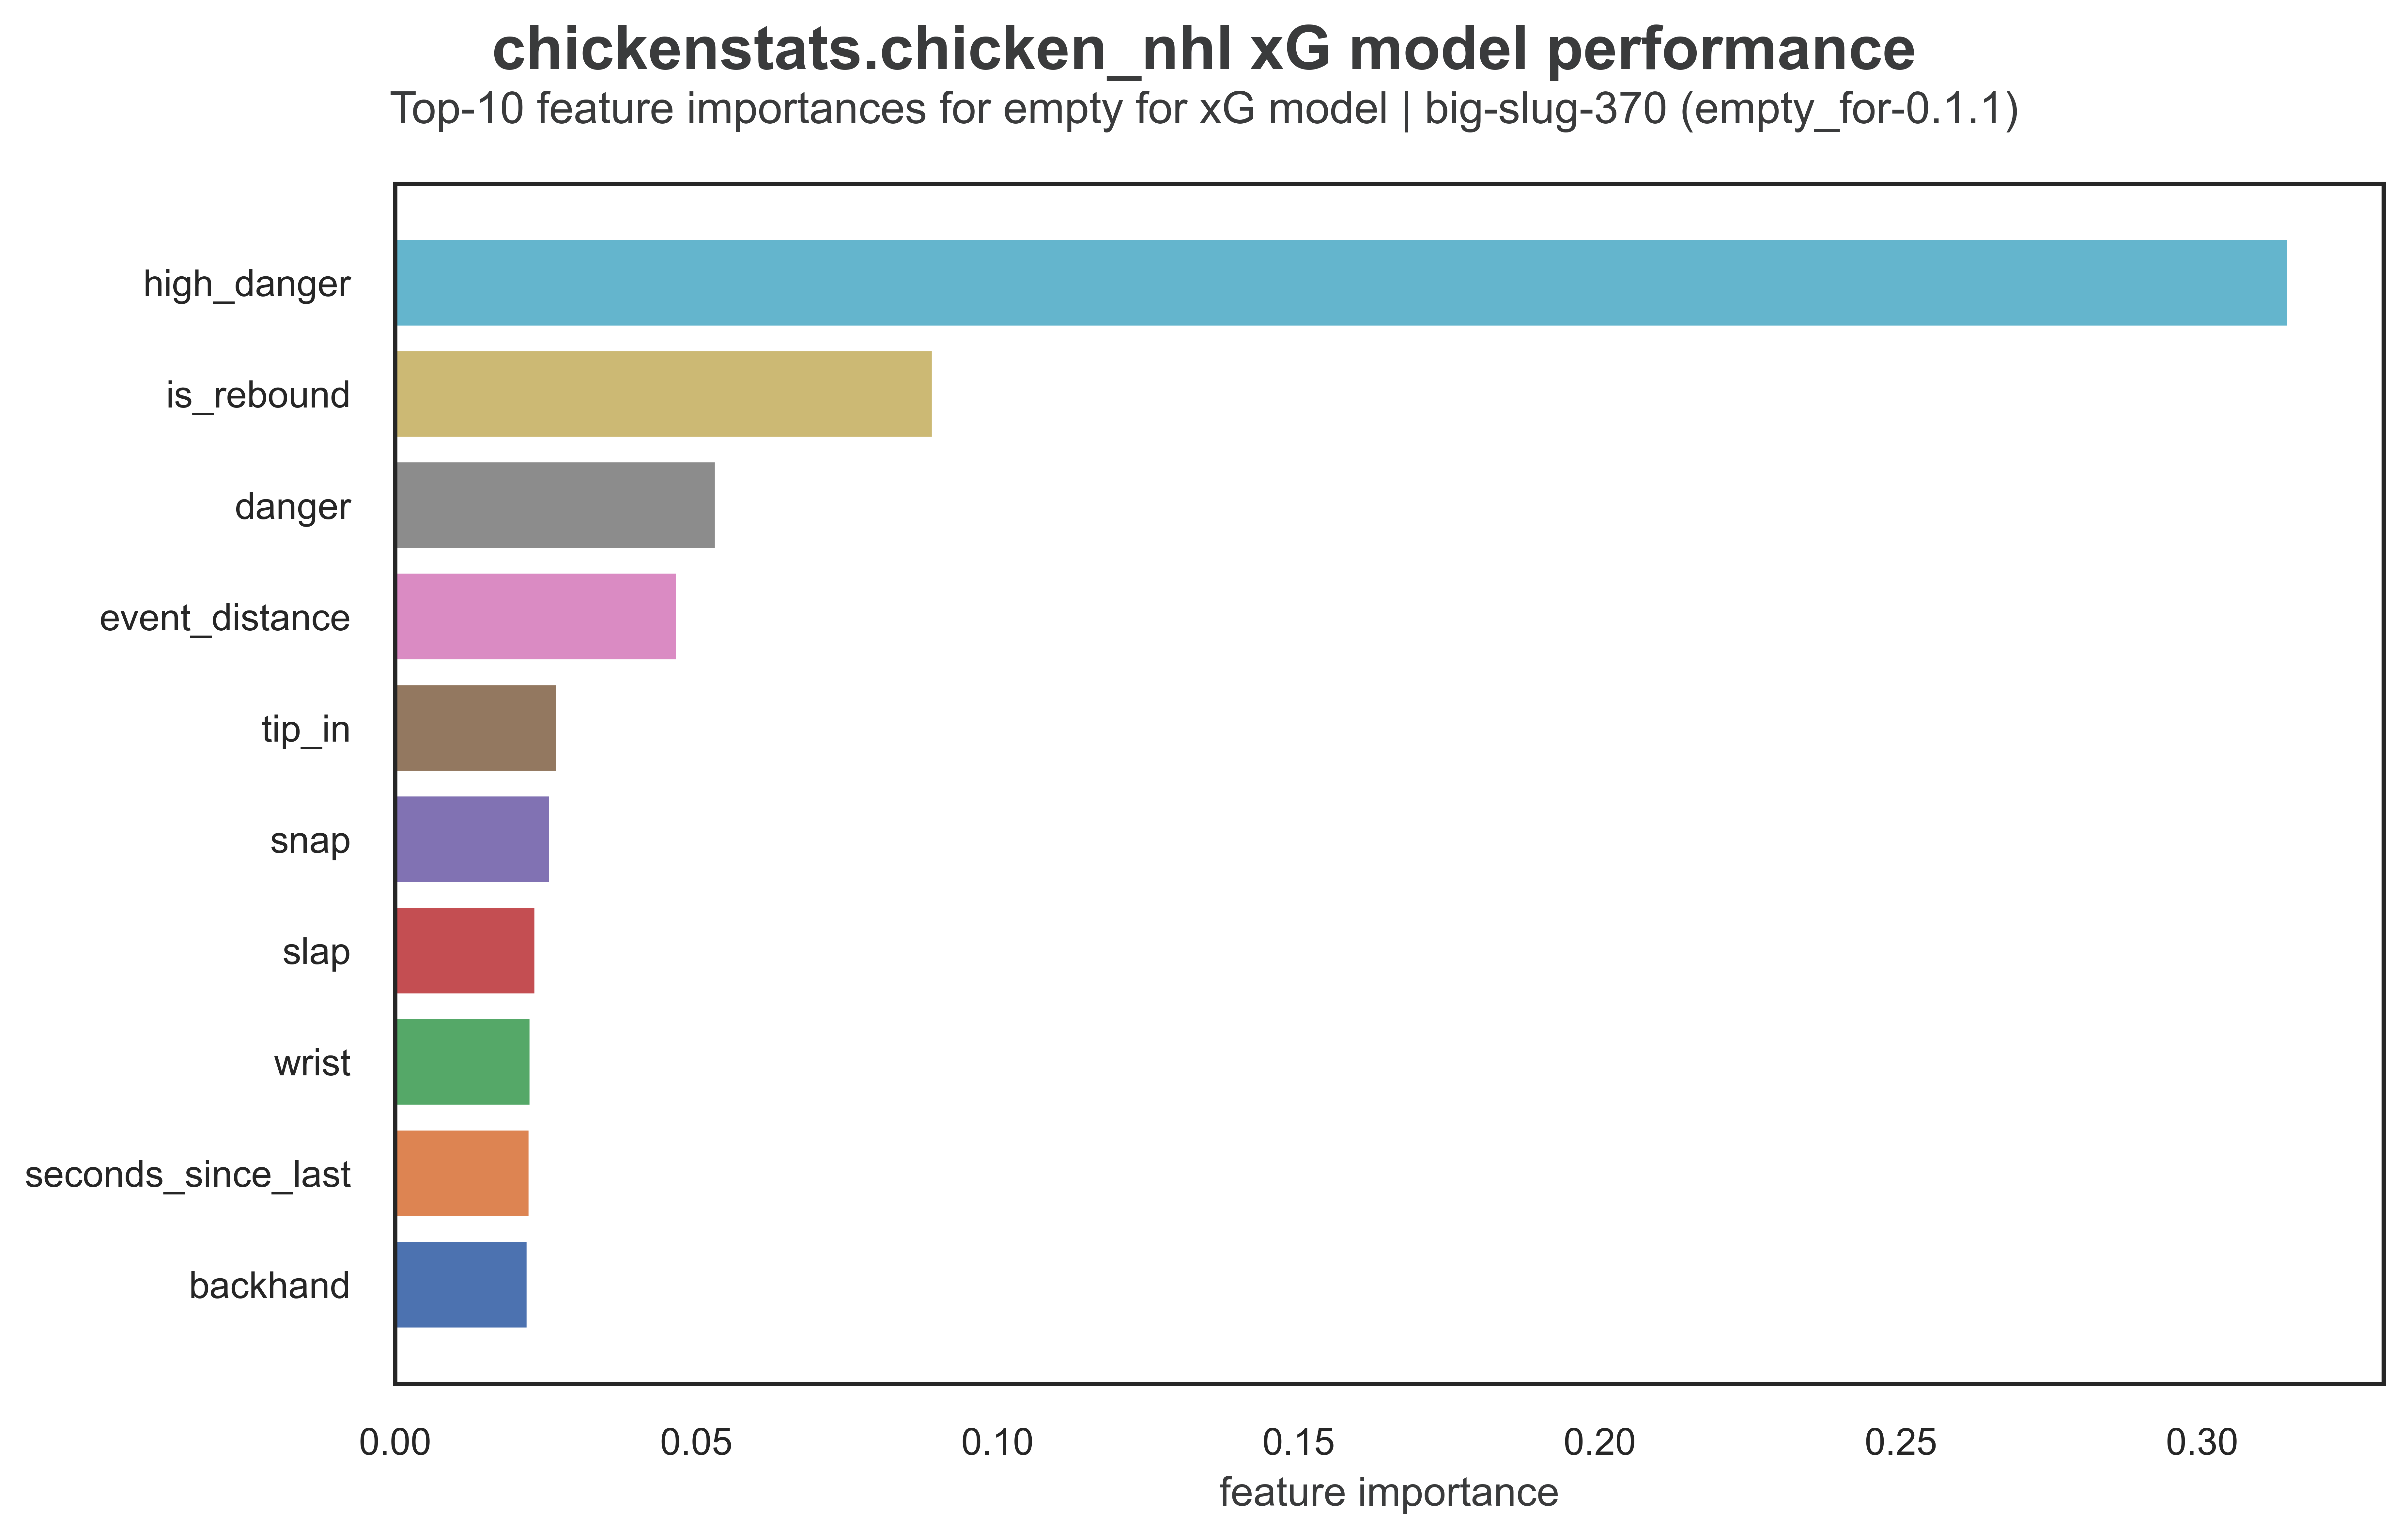 chickenstats.chicken_nhl xG model performance
Top-10 feature importances for empty for xG model | big-slug-370 (empty_for-0.1.1)
high_danger
is_rebound
danger
event_distance
tip_in
snap
slap
wrist
seconds_since_last
backhand
0.00 0.05 0.10 0.15 0.20 0.25 0.30
feature importance